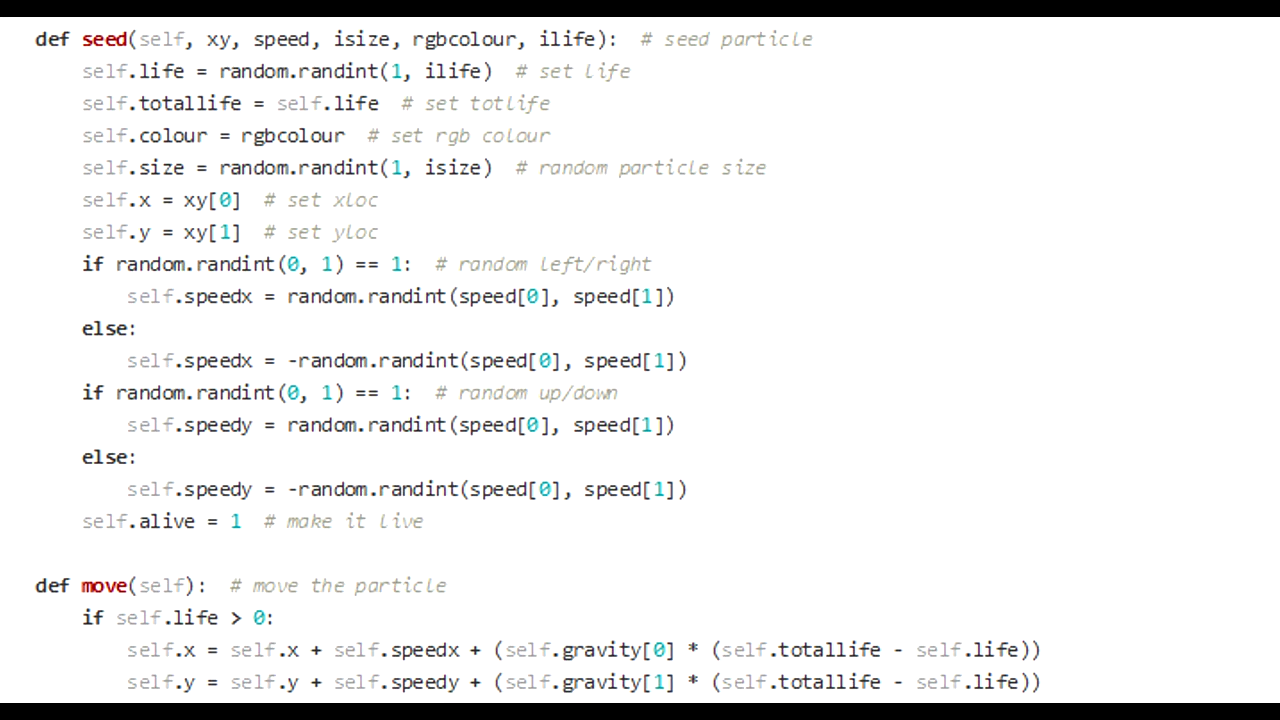 def seed(self, xy, speed, isize, rgbcolour, ilife):  # seed particle
    self.life = random.randint(1, ilife)  # set life
    self.totallife = self.life  # set totlife
    self.colour = rgbcolour  # set rgb colour
    self.size = random.randint(1, isize)  # random particle size
    self.x = xy[0]  # set xloc
    self.y = xy[1]  # set yloc
    if random.randint(0, 1) == 1:  # random left/right
        self.speedx = random.randint(speed[0], speed[1])
    else:
        self.speedx = -random.randint(speed[0], speed[1])
    if random.randint(0, 1) == 1:  # random up/down
        self.speedy = random.randint(speed[0], speed[1])
    else:
        self.speedy = -random.randint(speed[0], speed[1])
    self.alive = 1  # make it live

def move(self):  # move the particle
    if self.life > 0:
        self.x = self.x + self.speedx + (self.gravity[0] * (self.totallife - self.life))
        self.y = self.y + self.speedy + (self.gravity[1] * (self.totallife - self.life))